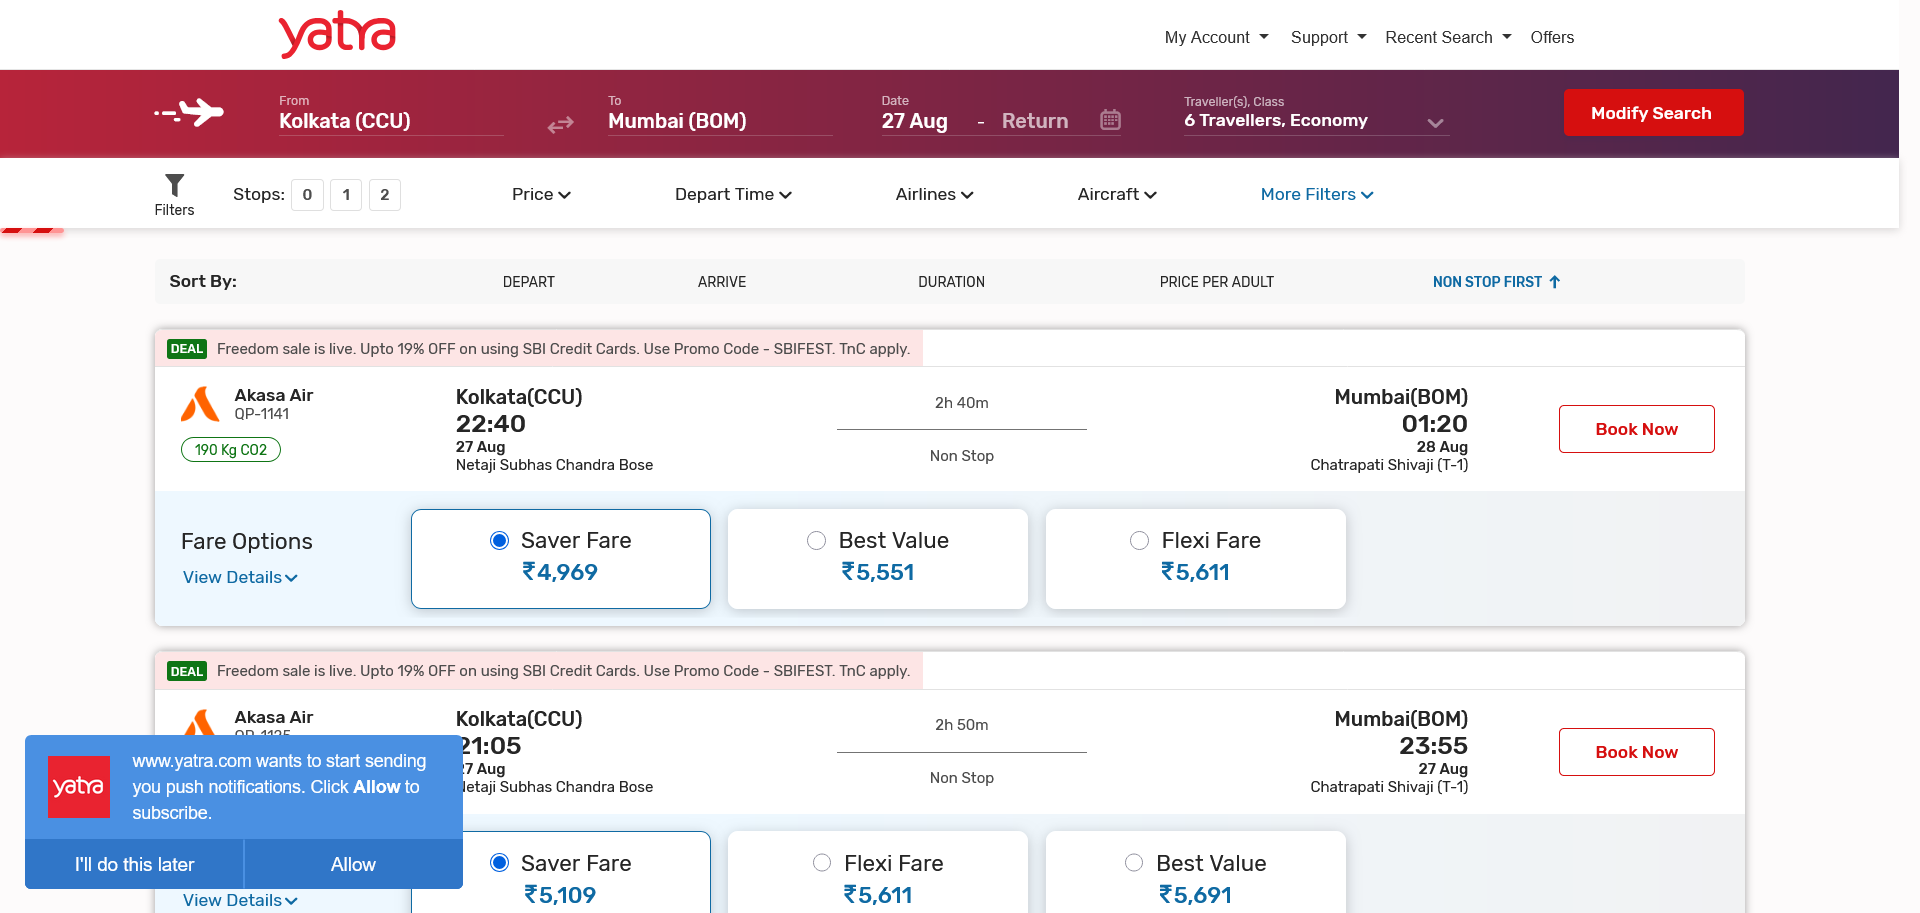 yatra
My Account
Support
Recent Search
Offers
From
Kolkata (CCU)
To
Mumbai (BOM)
Date
27 Aug - Return
Traveller(s), Class
6 Travellers, Economy
Modify Search
Filters
Stops: 0 1 2
Price
Depart Time
Airlines
Aircraft
More Filters
Sort By:
DEPART
ARRIVE
DURATION
PRICE PER ADULT
NON STOP FIRST
DEAL Freedom sale is live. Upto 19% OFF on using SBI Credit Cards. Use Promo Code - SBIFEST. TnC apply.
Akasa Air
QP-1141
190 Kg CO2
Kolkata(CCU)
22:40
27 Aug
Netaji Subhas Chandra Bose
2h 40m
Non Stop
Mumbai(BOM)
01:20
28 Aug
Chatrapati Shivaji (T-1)
Book Now
Fare Options
View Details
Saver Fare
₹4,969
Best Value
₹5,551
Flexi Fare
₹5,611
DEAL Freedom sale is live. Upto 19% OFF on using SBI Credit Cards. Use Promo Code - SBIFEST. TnC apply.
Akasa Air
Kolkata(CCU)
21:05
27 Aug
Netaji Subhas Chandra Bose
2h 50m
Non Stop
Mumbai(BOM)
23:55
27 Aug
Chatrapati Shivaji (T-1)
Book Now
View Details
Saver Fare
₹5,109
Flexi Fare
₹5,611
Best Value
₹5,691
yatra
www.yatra.com wants to start sending
you push notifications. Click Allow to
subscribe.
I'll do this later
Allow